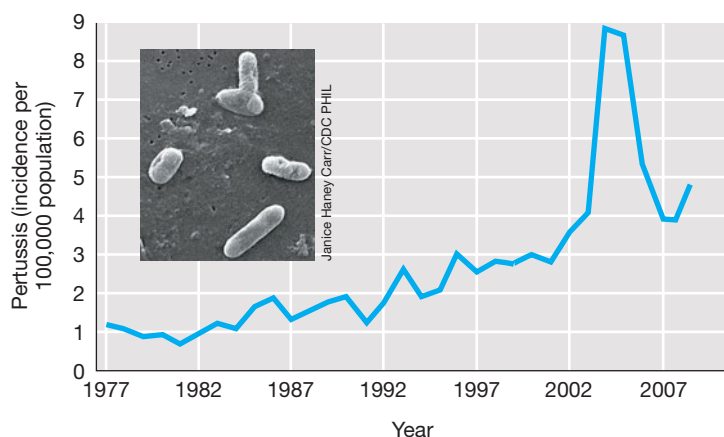 9
8
7
6
5
4
3
2
1
0
Pertussis (incidence per
100,000 population)
Janice Haney Carr/CDC PHIL
1977 1982 1987 1992 1997 2002 2007
Year